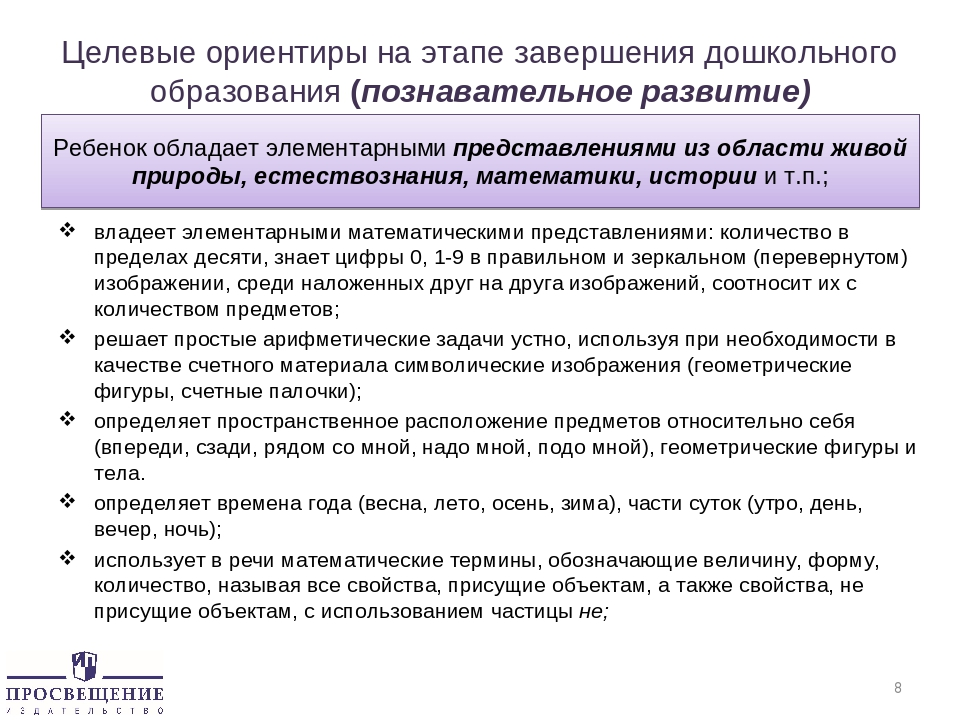 Целевые ориентиры на этапе завершения дошкольного
образования (познавательное развитие)
Ребенок обладает элементарными представлениями из области живой
природы, естествознания, математики, истории и т.п.;
❖ владеет элементарными математическими представлениями: количество в
пределах десяти, знает цифры 0, 1-9 в правильном и зеркальном (перевернутом)
изображении, среди наложенных друг на друга изображений, соотносит их с
количеством предметов;
❖ решает простые арифметические задачи устно, используя при необходимости в
качестве счетного материала символические изображения (геометрические
фигуры, счетные палочки);
❖ определяет пространственное расположение предметов относительно себя
(впереди, сзади, рядом со мной, надо мной, подо мной), геометрические фигуры и
тела.
❖ определяет времена года (весна, лето, осень, зима), части суток (утро, день,
вечер, ночь);
❖ использует в речи математические термины, обозначающие величину, форму,
количество, называя все свойства, присущие объектам, а также свойства, не
присущие объектам, с использованием частицы не;
ИП
ПРОСВЕЩЕНИЕ
ИЗДАТЕЛЬСТВО
8